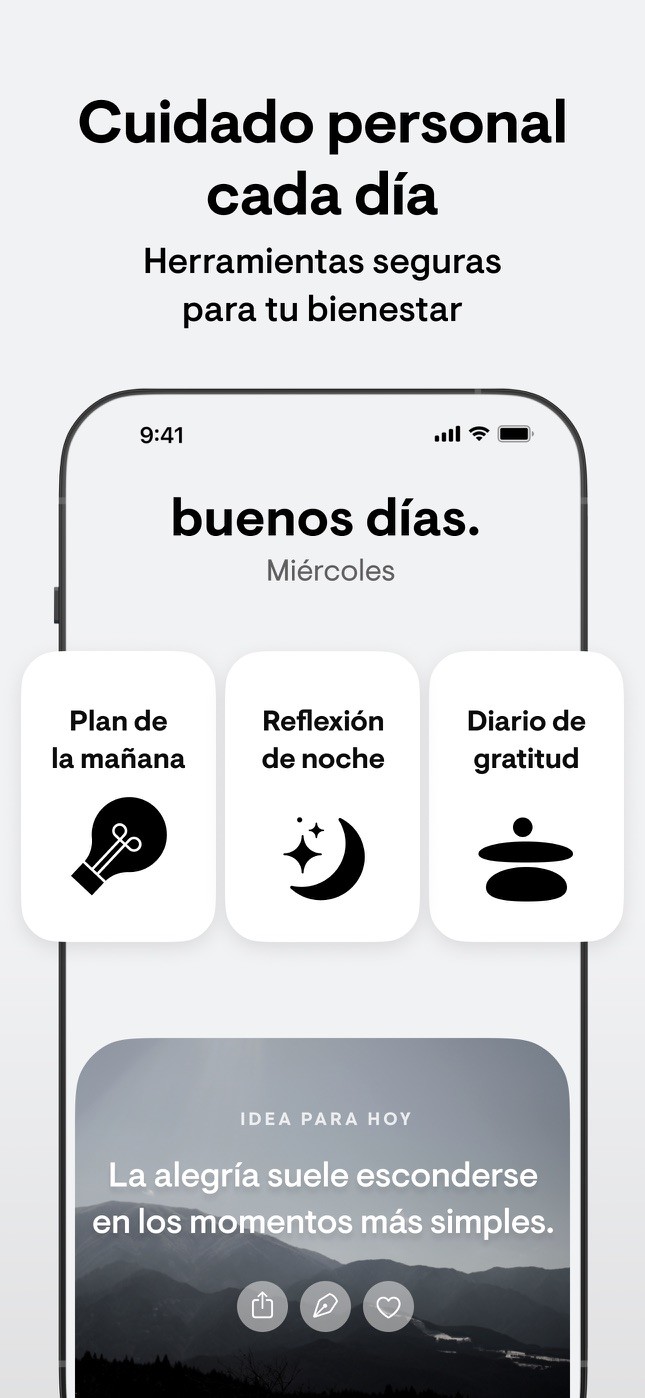 Cuidado personal
cada día
Herramientas seguras
para tu bienestar
9:41
buenos días.
Miércoles
Plan de
la mañana
Reflexión
de noche
Diario de
gratitud
IDEA PARA HOY
La alegría suele esconderse
en los momentos más simples.